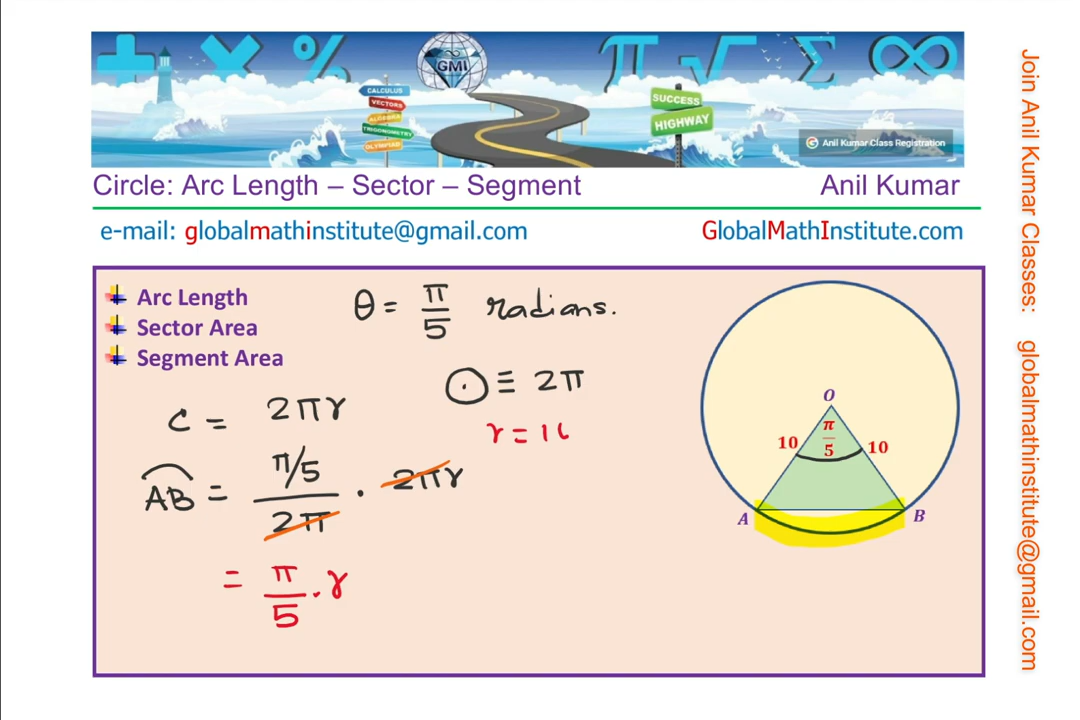 GMI
CALCULUS
VECTORS
ALGEBRA
TRIGONOMETRY
OLYMPIAD
SUCCESS
HIGHWAY
Anil Kumar Class Registration
Circle: Arc Length – Sector – Segment
Anil Kumar
e-mail: globalmathinstitute@gmail.com
GlobalMathInstitute.com
Arc Length
Sector Area
Segment Area
θ = π/5 radians.
⊙ ≡ 2π
C = 2πr
r = 1
AB = (π/5)/(2π) · 2πr
= π/5 · r
O
π/5
10
10
A
B
Join Anil Kumar Classes: globalmathinstitute@gmail.com